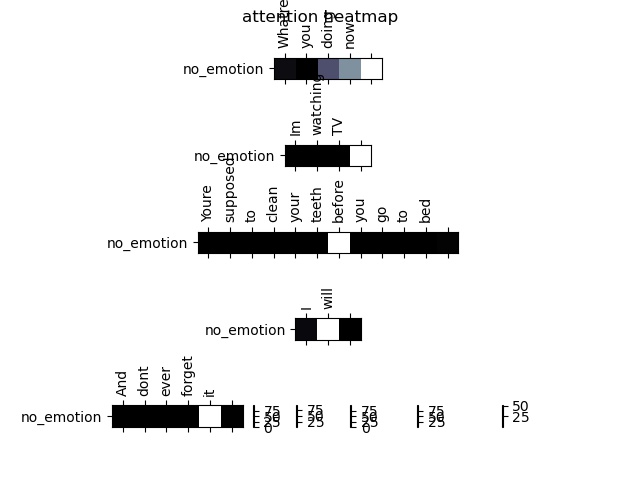 attention heatmap
Whatre you doing now
no_emotion
Im watching TV
no_emotion
Youre supposed to clean your teeth before you go to bed
no_emotion
I will
no_emotion
And dont ever forget it
no_emotion
75 75 75 75 50
50 50 50 50 25
25 25 25 25
0 0